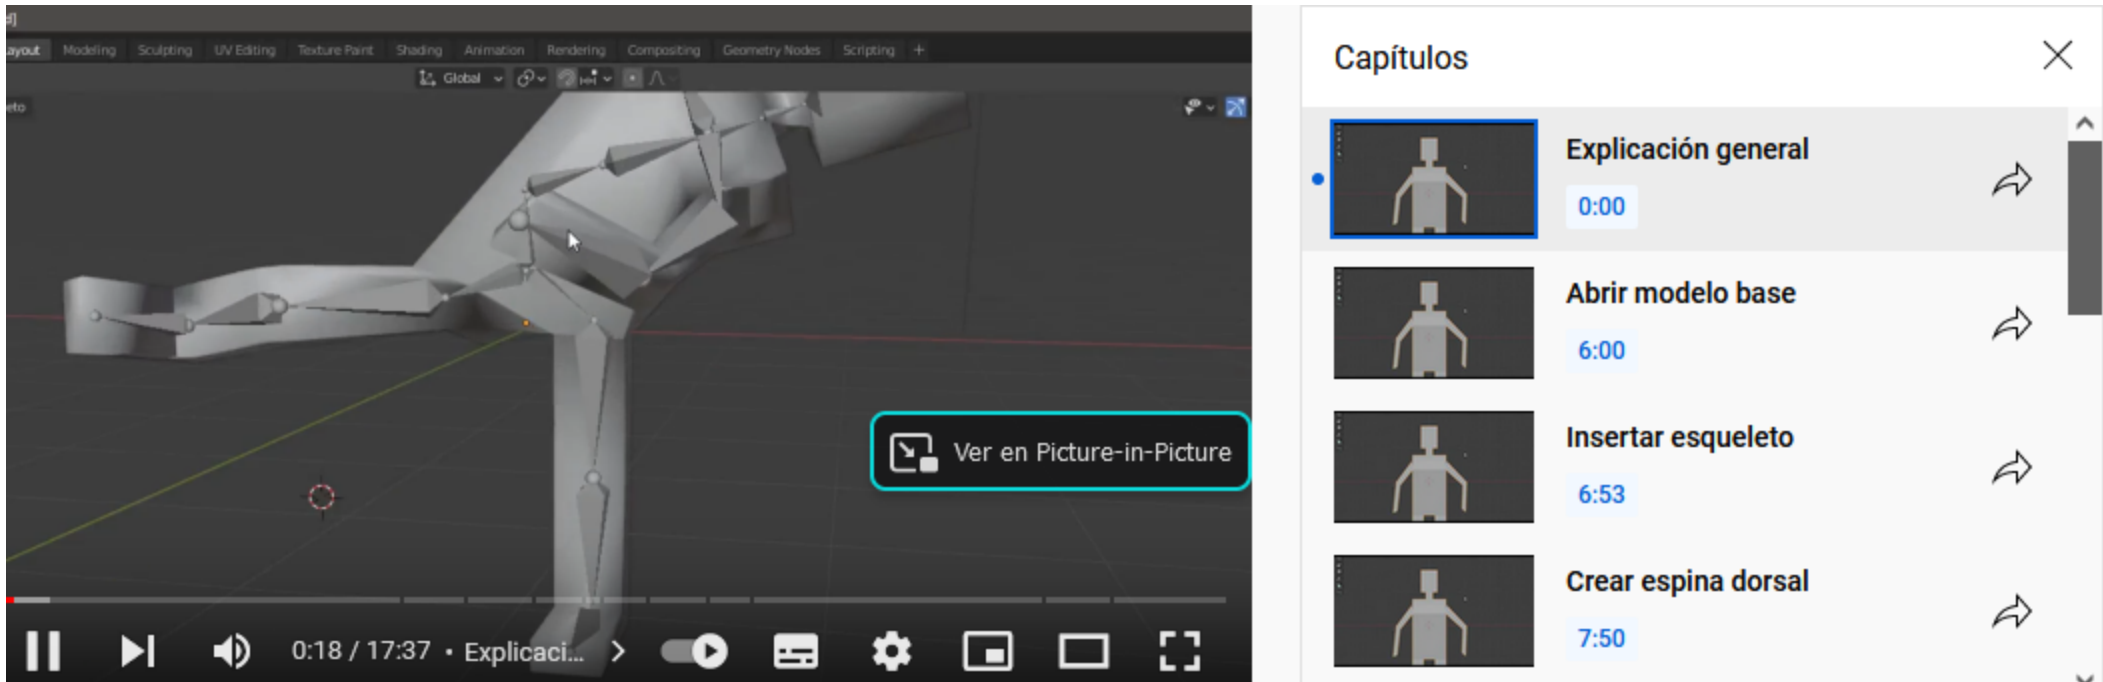 d]
ayout Modeling Sculpting UV Editing Texture Paint Shading Animation Rendering Compositing Geometry Nodes Scripting +
Global
eto
Ver en Picture-in-Picture
0:18 / 17:37 • Explicaci...
Capítulos
Explicación general
0:00
Abrir modelo base
6:00
Insertar esqueleto
6:53
Crear espina dorsal
7:50